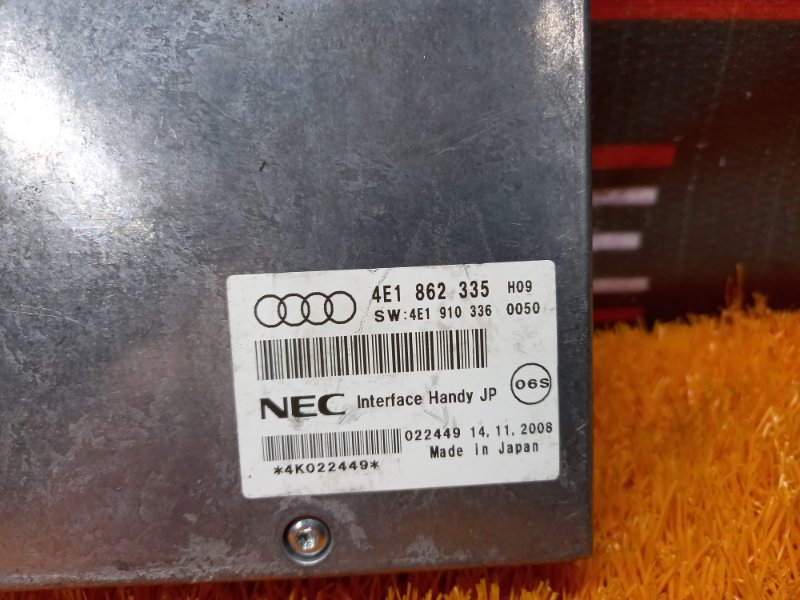 4E1 862 335 H09
SW:4E1 910 336 0050
NEC Interface Handy JP 06S
022449 14,11,2008
Made in Japan
*4K022449*